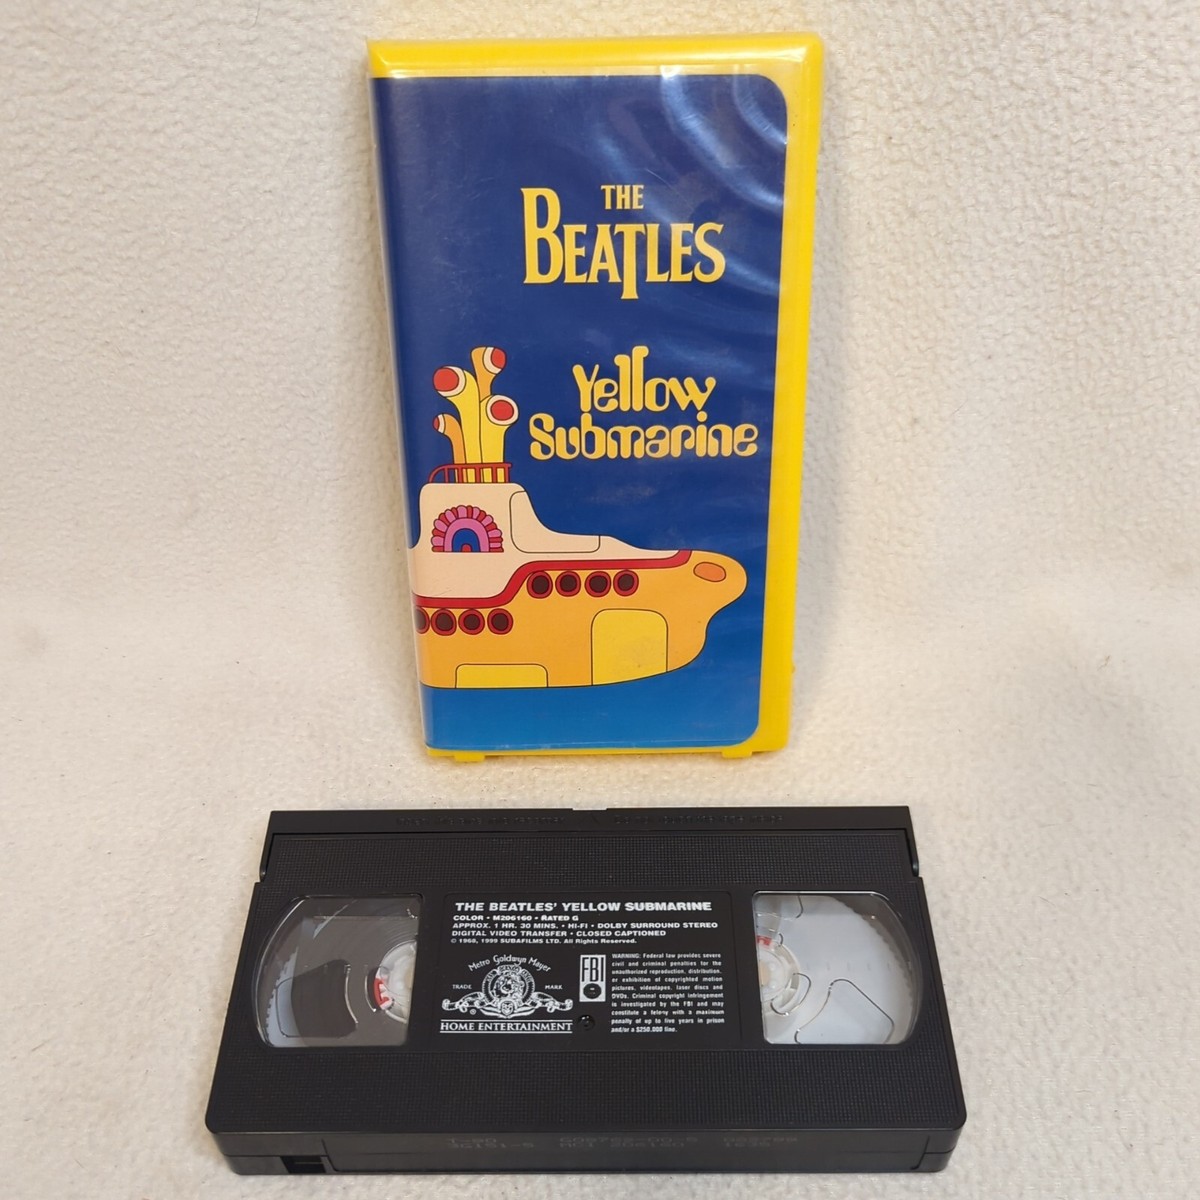 THE
BEATLES
Yellow
Submarine
THE BEATLES' YELLOW SUBMARINE
COLOR • M206160 • RATED G
APPROX. 1 HR. 30 MINS. • HI-FI • DOLBY SURROUND STEREO
DIGITAL VIDEO TRANSFER • CLOSED CAPTIONED
© 1968, 1999 SUBAFILMS LTD. All Rights Reserved.
Metro Goldwyn Mayer
TRADE MARK
®
HOME ENTERTAINMENT
FBI
WARNING: Federal law provides severe
civil and criminal penalties for the
unauthorized reproduction, distribution,
or exhibition of copyrighted motion
pictures, videotapes, laser discs and
DVDs. Criminal copyright infringement
is investigated by the FBI and may
constitute a felony with a maximum
penalty of up to five years in prison
and/or a $250.000 fine.